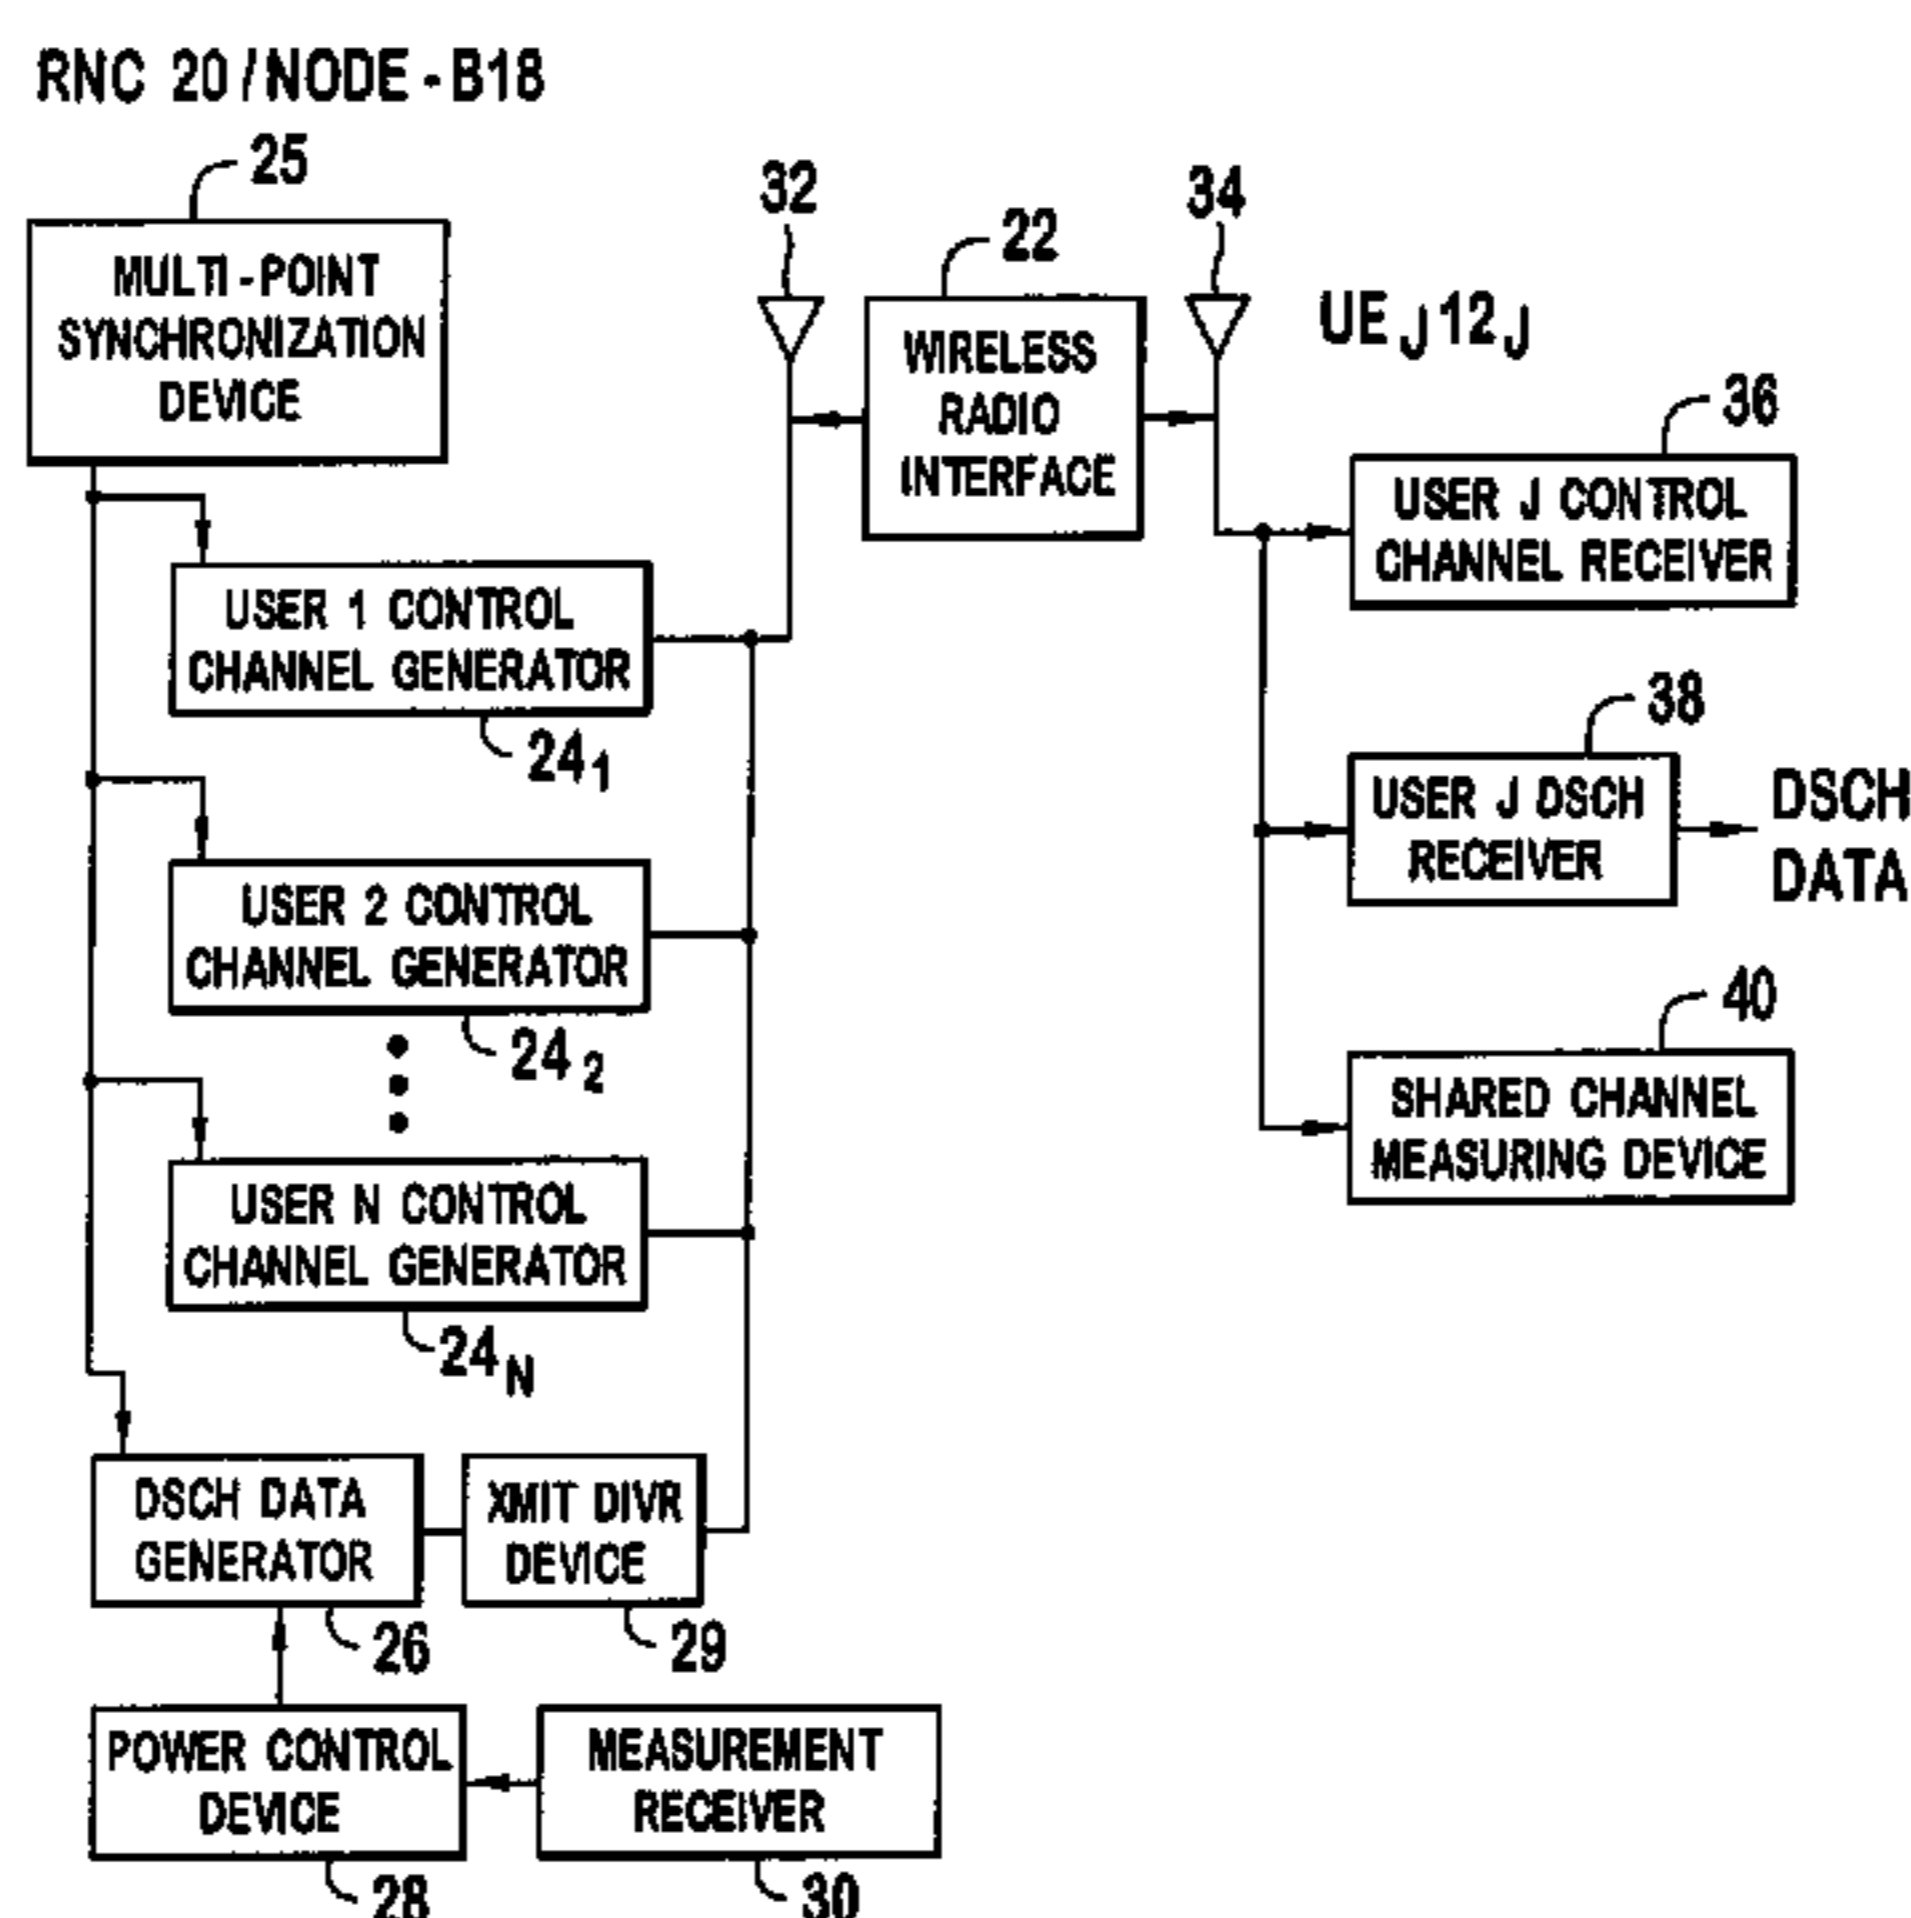 RNC 20/NODE-B18
25
MULTI-POINT
SYNCHRONIZATION
DEVICE
32
22
WIRELESS
RADIO
INTERFACE
34
UE J 12 J
36
USER J CONTROL
CHANNEL RECEIVER
USER 1 CONTROL
CHANNEL GENERATOR
24 1
38
USER J DSCH
RECEIVER
DSCH
DATA
USER 2 CONTROL
CHANNEL GENERATOR
24 2
40
SHARED CHANNEL
MEASURING DEVICE
USER N CONTROL
CHANNEL GENERATOR
24 N
DSCH DATA
GENERATOR
26
XMIT DIVR
DEVICE
29
POWER CONTROL
DEVICE
28
MEASUREMENT
RECEIVER
30